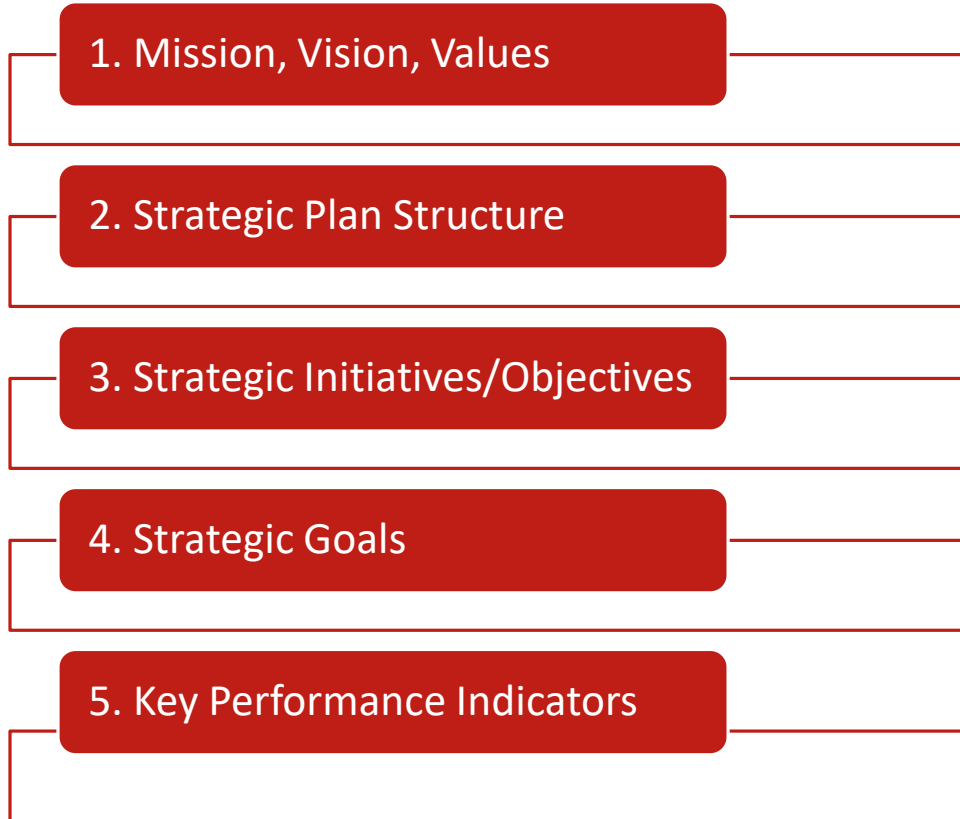 1. Mission, Vision, Values
2. Strategic Plan Structure
3. Strategic Initiatives/Objectives
4. Strategic Goals
5. Key Performance Indicators